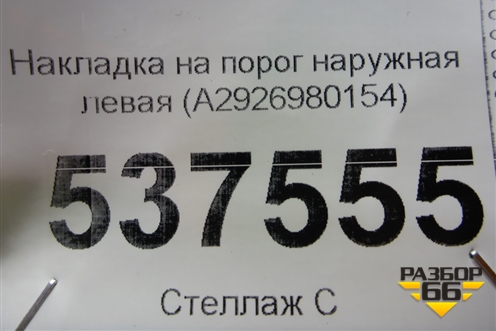 Накладка на порог наружная
левая (A2926980154)
537555
Стеллаж С
РАЗБОР
66